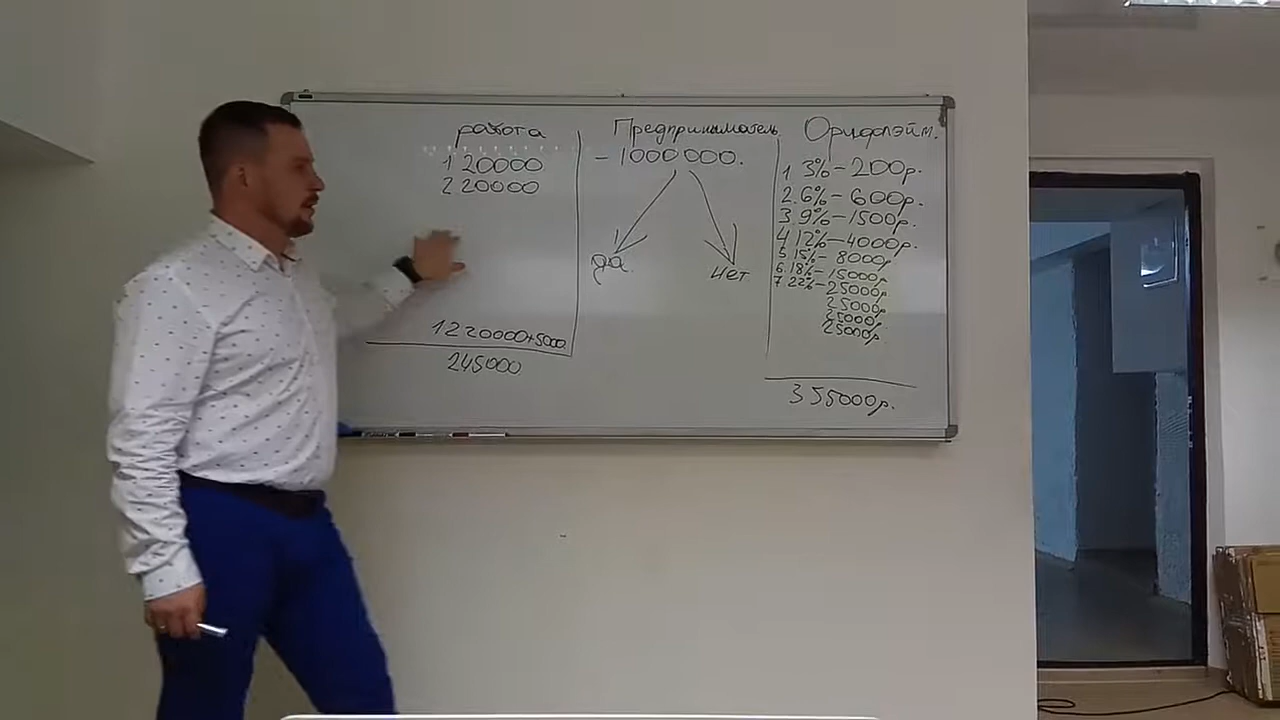 работа
1 20000
2 20000
12 20000+5000
245000
Предприниматель
- 1000000.
да.
нет
Орифлэйм.
1 3%-200р.
2.6%-600р.
3.9%-1500р.
4.12%-4000р.
5 15%-8000р
6.18%-15000р
7.22%-25000р
25000р
25000р
25000р
355000р.